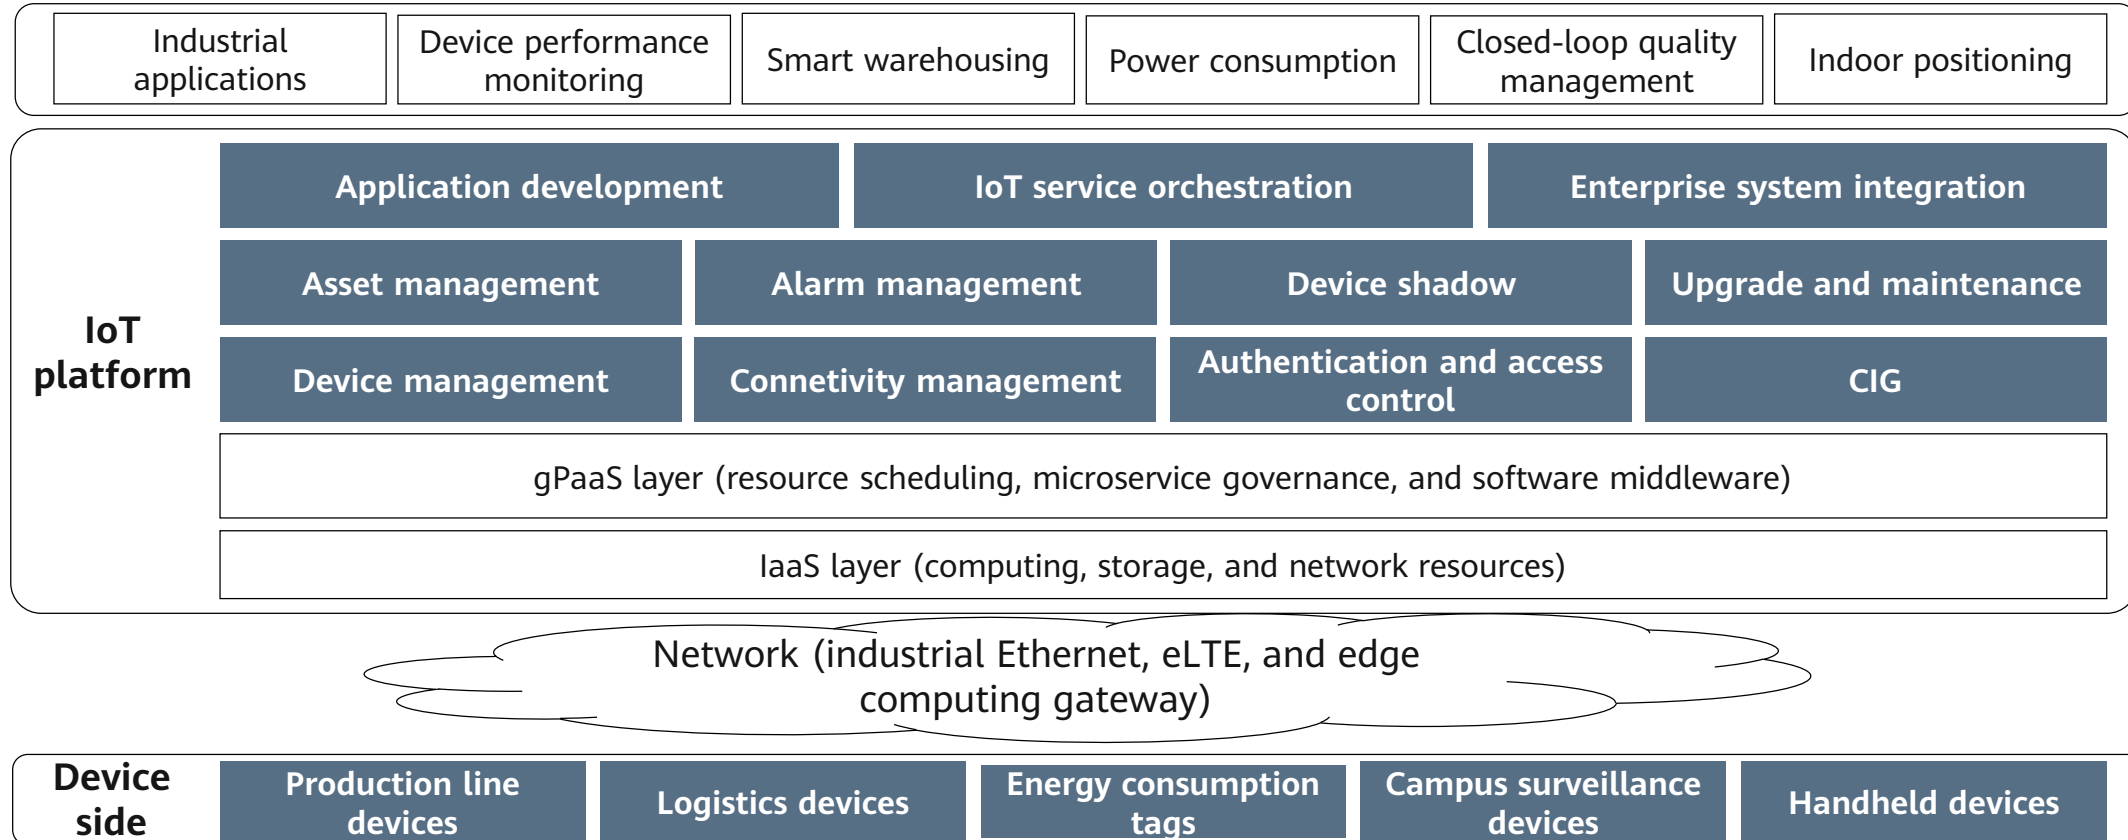 Industrial
applications
Device performance
monitoring
Smart warehousing
Power consumption
Closed-loop quality
management
Indoor positioning
IoT
platform
Application development
IoT service orchestration
Enterprise system integration
Asset management
Alarm management
Device shadow
Upgrade and maintenance
Device management
Connetivity management
Authentication and access
control
CIG
gPaaS layer (resource scheduling, microservice governance, and software middleware)
IaaS layer (computing, storage, and network resources)
Network (industrial Ethernet, eLTE, and edge
computing gateway)
Device
side
Production line
devices
Logistics devices
Energy consumption
tags
Campus surveillance
devices
Handheld devices